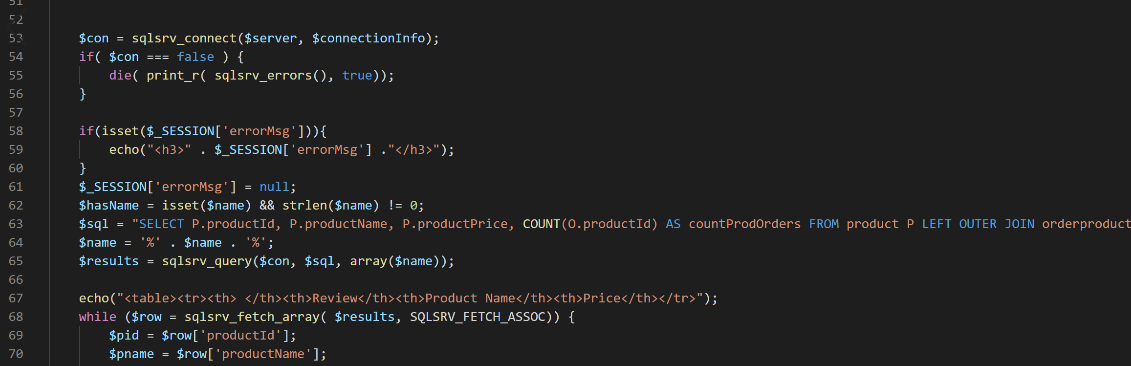 51
52
53 $con = sqlsrv_connect($server, $connectionInfo);
54 if( $con === false ) {
55 die( print_r( sqlsrv_errors(), true));
56 }
57
58 if(isset($_SESSION['errorMsg'])){
59 echo("<h3>" . $_SESSION['errorMsg'] ."</h3>");
60 }
61 $_SESSION['errorMsg'] = null;
62 $hasName = isset($name) && strlen($name) != 0;
63 $sql = "SELECT P.productId, P.productName, P.productPrice, COUNT(O.productId) AS countProdOrders FROM product P LEFT OUTER JOIN orderproduct
64 $name = '%' . $name . '%';
65 $results = sqlsrv_query($con, $sql, array($name));
66
67 echo("<table><tr><th> </th><th>Review</th><th>Product Name</th><th>Price</th></tr>");
68 while ($row = sqlsrv_fetch_array( $results, SQLSRV_FETCH_ASSOC)) {
69 $pid = $row['productId'];
70 $pname = $row['productName'];